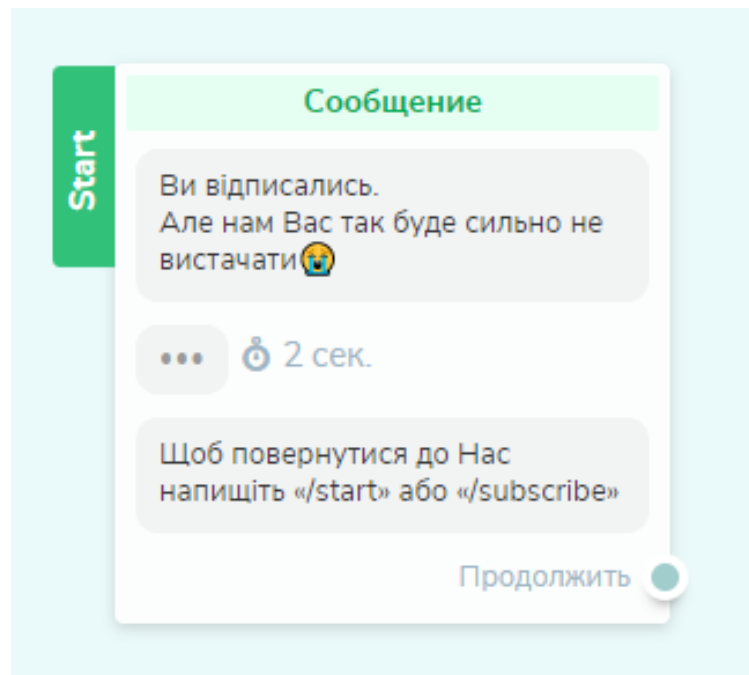 Start
Сообщение
Ви відписались.
Але нам Вас так буде сильно не
вистачати😭
••• 2 сек.
Щоб повернутися до Нас
напищіть «/start» або «/subscribe»
Продолжить